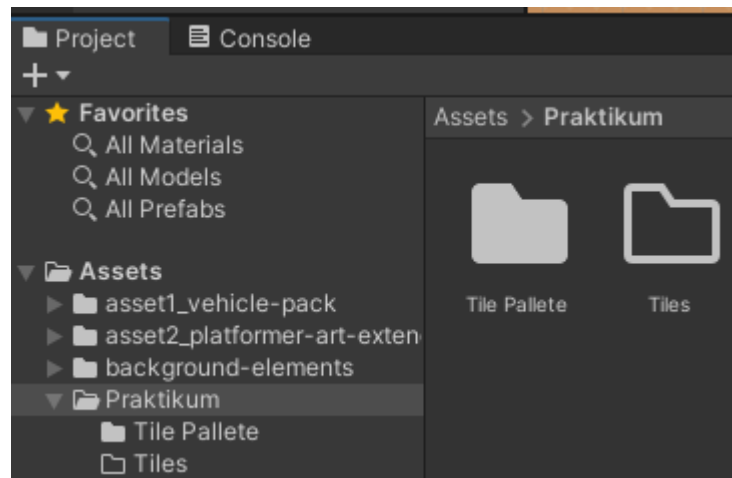 Project
Console
Favorites
All Materials
All Models
All Prefabs
Assets
asset1_vehicle-pack
asset2_platformer-art-exten
background-elements
Praktikum
Tile Pallete
Tiles
Assets > Praktikum
Tile Pallete
Tiles